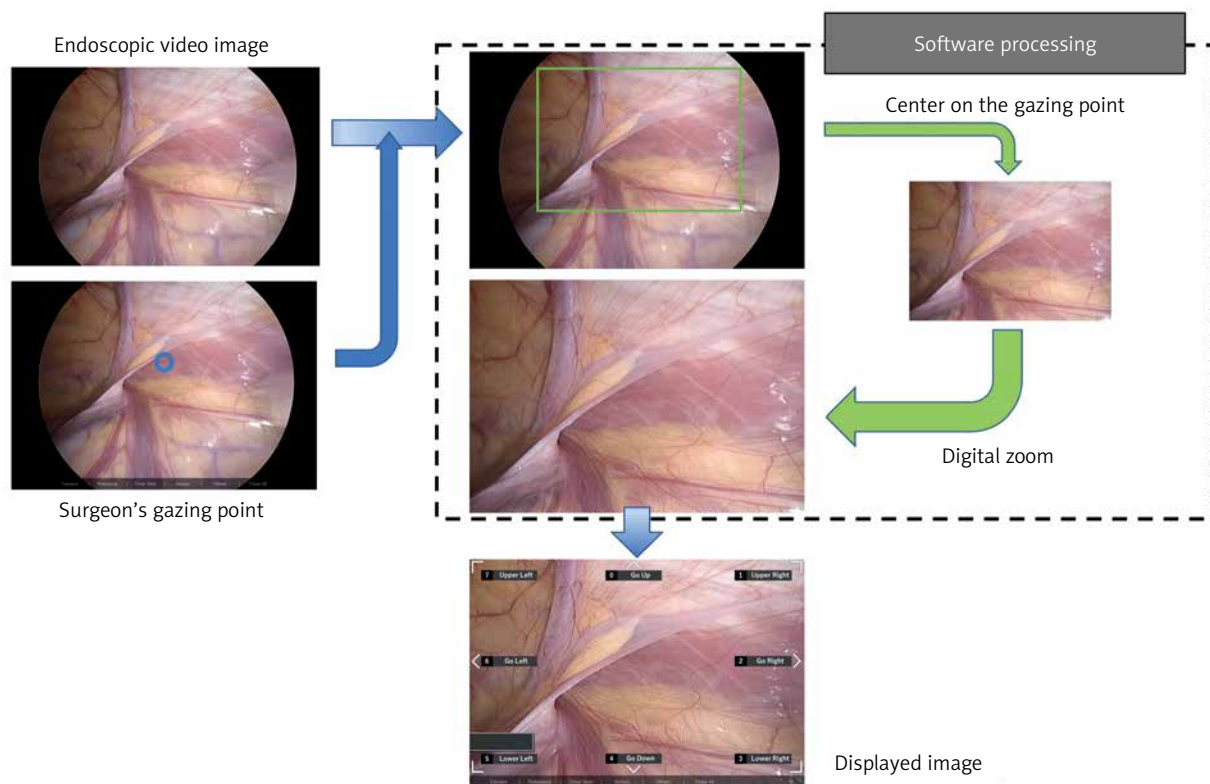 Endoscopic video image
Software processing
Center on the gazing point
Digital zoom
Surgeon's gazing point
7 Upper Left
0 Go Up
1 Upper Right
6 Go Left
2 Go Right
5 Lower Left
4 Go Down
3 Lower Right
Displayed image